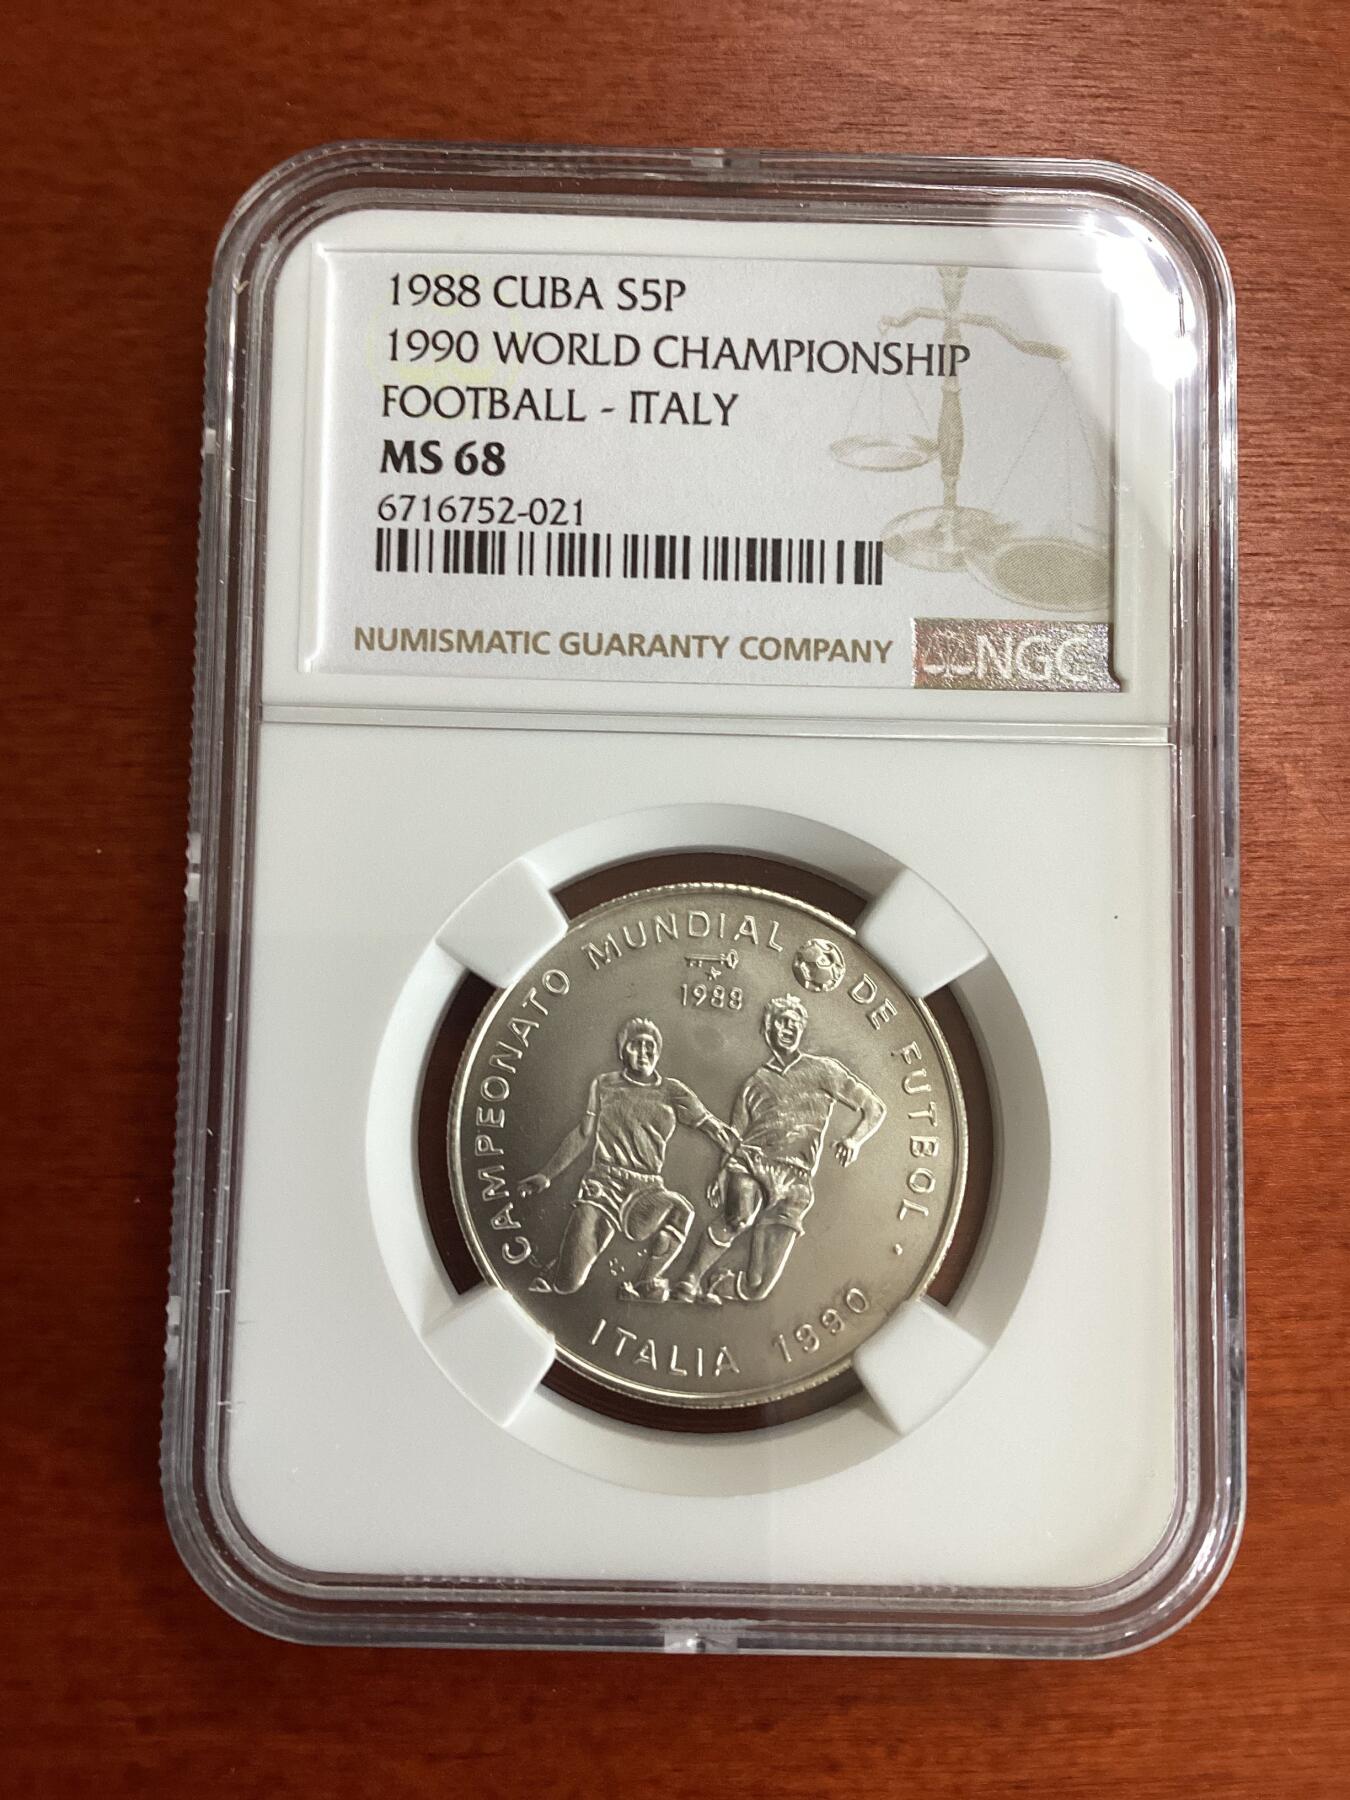 1988 CUBA S5P
1990 WORLD CHAMPIONSHIP
FOOTBALL - ITALY
MS 68
6716752-021
NUMISMATIC GUARANTY COMPANY
NGC
CAMPEONATO MUNDIAL DE FUTBOL ·
1988
ITALIA 1990